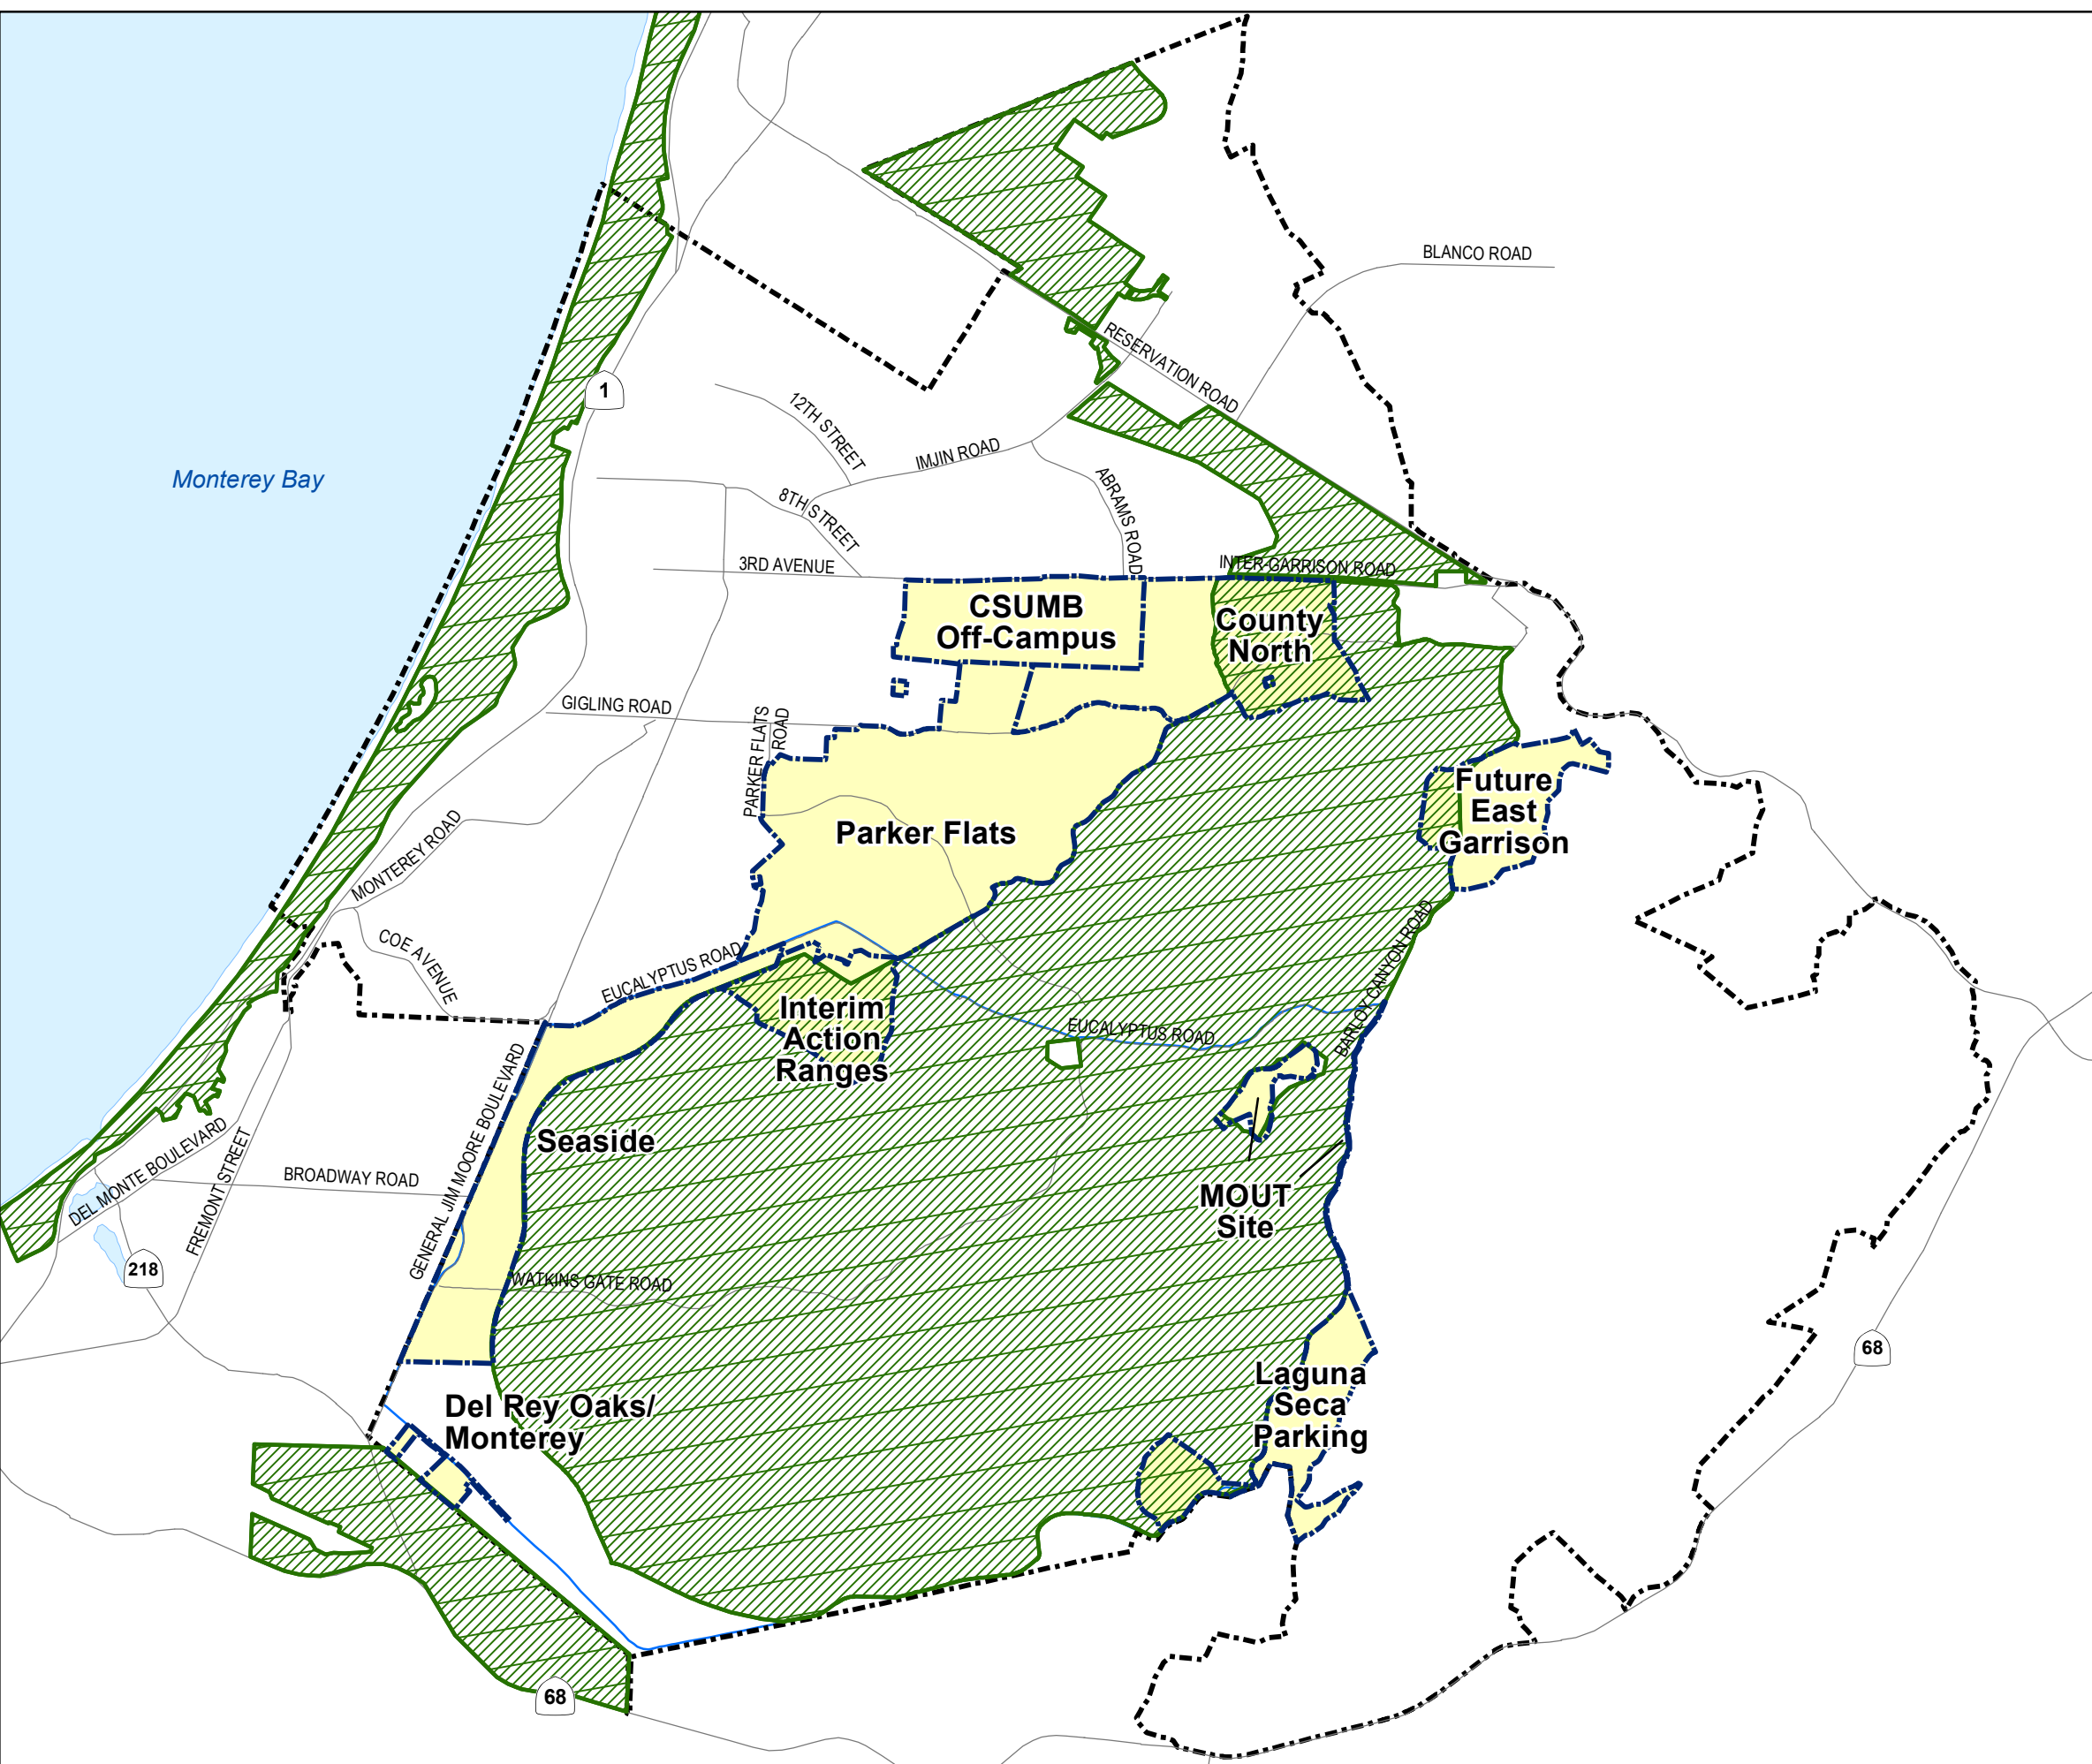 BLANCO ROAD
RESERVATION ROAD
1
12TH STREET
IMJIN ROAD
Monterey Bay
ABRAMS ROAD
8TH STREET
3RD AVENUE
INTER-GARRISON ROAD
CSUMB
Off-Campus
County
North
GIGLING ROAD
PARKER FLATS
ROAD
Future
East
Garrison
Parker Flats
MONTEREY ROAD
COE AVENUE
EUCALYPTUS ROAD
BARLOY CANYON ROAD
Interim
Action
Ranges
EUCALYPTUS ROAD
GENERAL JIM MOORE BOULEVARD
Seaside
DEL MONTE BOULEVARD
FREMONT STREET
BROADWAY ROAD
MOUT
Site
218
WATKINS GATE ROAD
68
Laguna
Seca
Parking
Del Rey Oaks/
Monterey
68